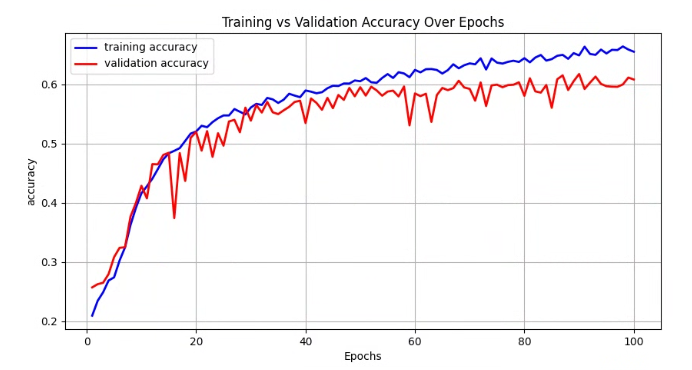 Training vs Validation Accuracy Over Epochs
training accuracy
validation accuracy
accuracy
0.6
0.5
0.4
0.3
0.2
0
20
40
60
80
100
Epochs